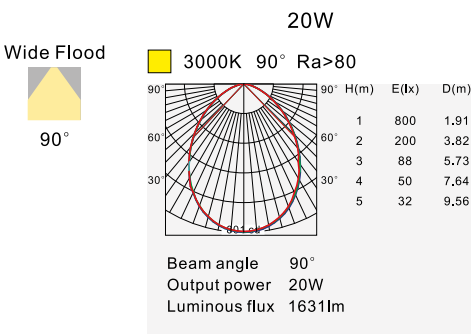 20W
Wide Flood
90°
3000K 90° Ra>80
90° 90°
60° 60°
30° 30°
801 cd
H(m) E(lx) D(m)
1 800 1.91
2 200 3.82
3 88 5.73
4 50 7.64
5 32 9.56
Beam angle 90°
Output power 20W
Luminous flux 1631lm